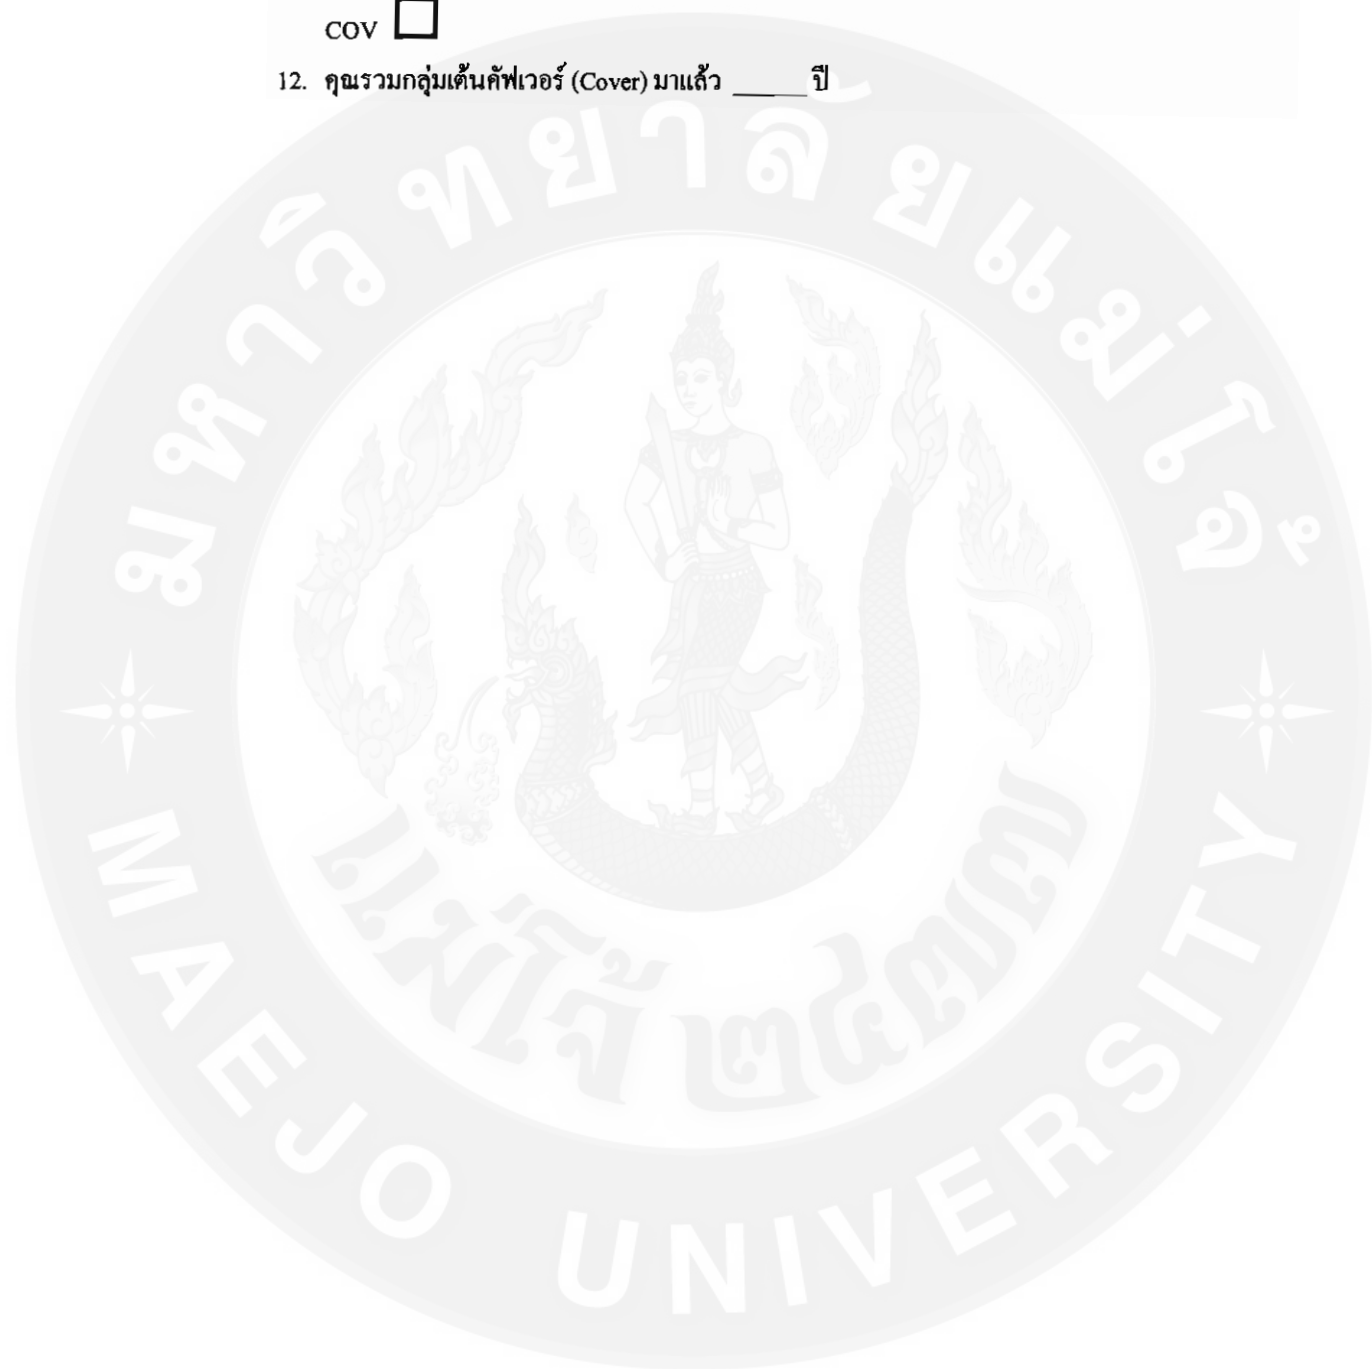 COV
12. คุณรวมกลุ่มเต้นคัฟเวอร์ (Cover) มาแล้ว ______ ปี
มหาวิทยาลัยแม่โจ้
แม่โจ้ ๒๔๗๗
MAEJO UNIVERSITY